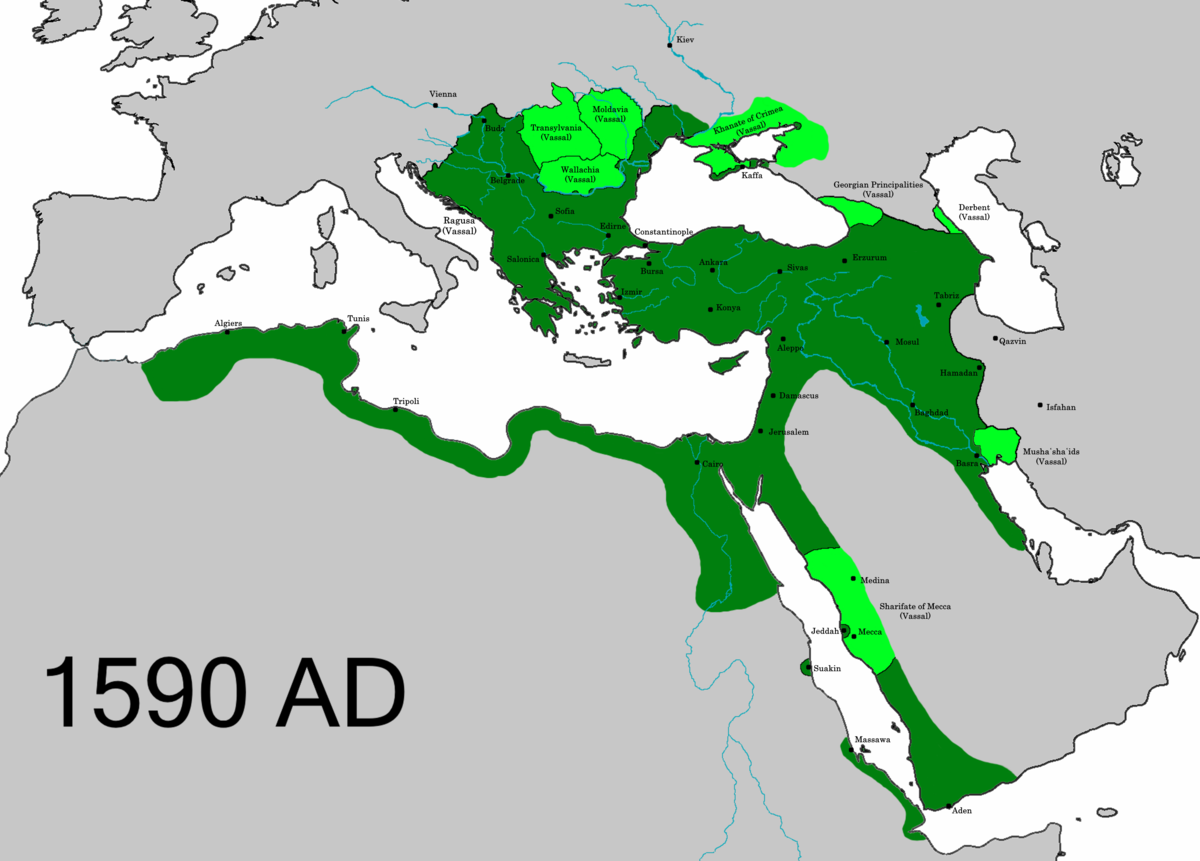 Kiev
Vienna
Buda
Transylvania
(Vassal)
Moldavia
(Vassal)
Khanate of Crimea
(Vassal)
Wallachia
(Vassal)
Belgrade
Kaffa
Georgian Principalities
(Vassal)
Derbent
(Vassal)
Ragusa
(Vassal)
Sofia
Edirne
Constantinople
Salonica
Bursa
Ankara
Sivas
Erzurum
Izmir
Konya
Tabriz
Algiers
Tunis
Aleppo
Mosul
Qazvin
Hamadan
Tripoli
Damascus
Baghdad
Isfahan
Jerusalem
Cairo
Basra
Musha'sha'ids
(Vassal)
Medina
Sharifate of Mecca
(Vassal)
Jeddah
Mecca
Suakin
1590 AD
Massawa
Aden